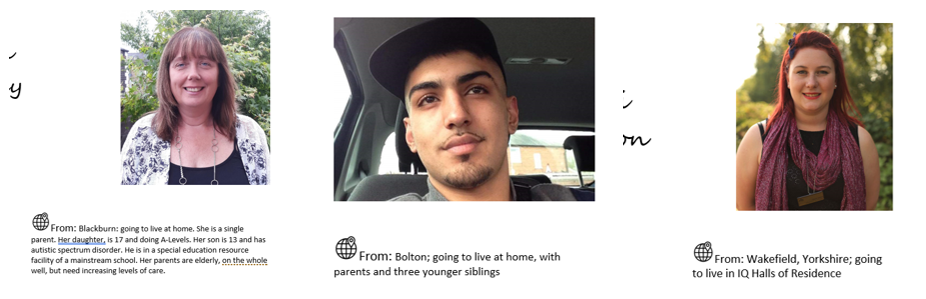 y
on
From: Blackburn: going to live at home. She is a single
parent. Her daughter, is 17 and doing A-Levels. Her son is 13 and has
autistic spectrum disorder. He is in a special education resource
facility of a mainstream school. Her parents are elderly, on the whole
well, but need increasing levels of care.
From: Bolton; going to live at home, with
parents and three younger siblings
From: Wakefield, Yorkshire; going
to live in IQ Halls of Residence